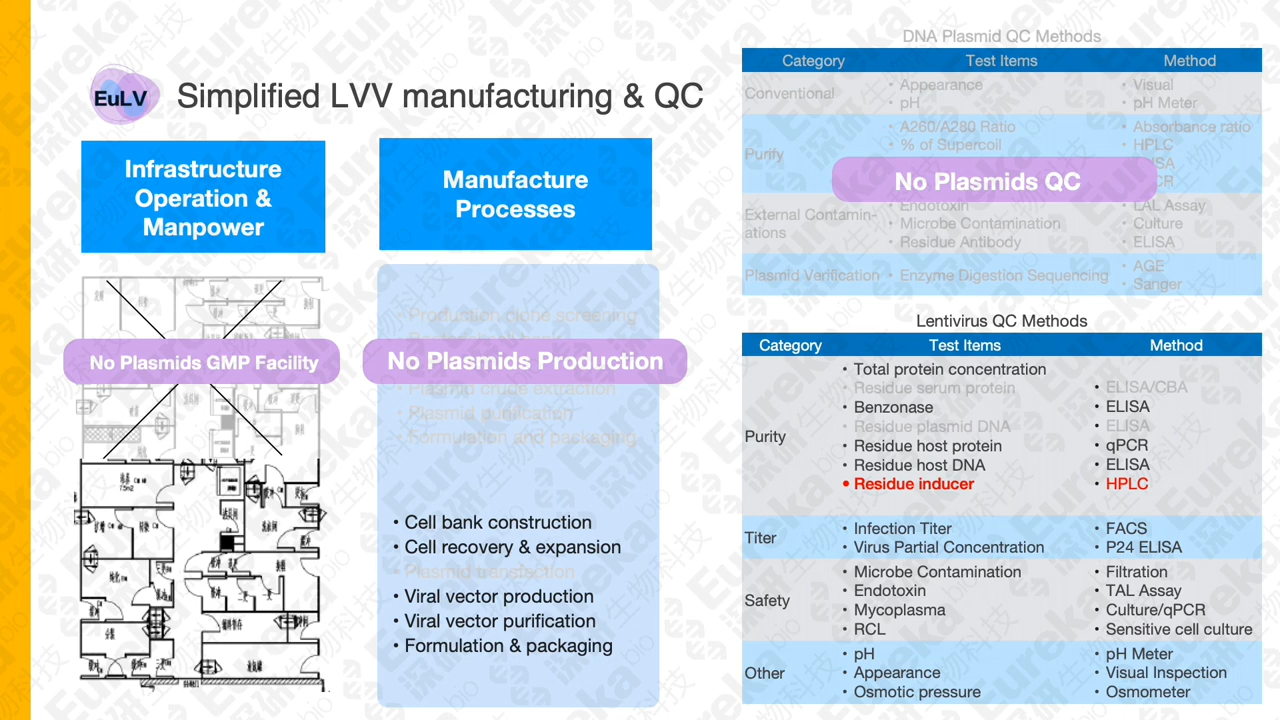 EuLV
Simplified LVV manufacturing & QC
Infrastructure
Operation &
Manpower
Manufacture
Processes
No Plasmids GMP Facility
Production clone screening
No Plasmids Production
Plasmid crude extraction
Plasmid purification
Formulation and packaging
• Cell bank construction
• Cell recovery & expansion
• Plasmid transfection
• Viral vector production
• Viral vector purification
• Formulation & packaging
DNA Plasmid QC Methods
Category Test Items Method
Conventional • Appearance • Visual
• pH • pH Meter
Purify • A260/A280 Ratio • Absorbance ratio
• % of Supercoil • HPLC
No Plasmids QC
External Contamin-
ations
• Endotoxin • LAL Assay
• Microbe Contamination • Culture
• Residue Antibody • ELISA
Plasmid Verification • Enzyme Digestion Sequencing • AGE
• Sanger
Lentivirus QC Methods
Category Test Items Method
Purity
• Total protein concentration
• Residue serum protein • ELISA/CBA
• Benzonase • ELISA
• Residue plasmid DNA • ELISA
• Residue host protein • qPCR
• Residue host DNA • ELISA
• Residue inducer • HPLC
Titer
• Infection Titer • FACS
• Virus Partial Concentration • P24 ELISA
Safety
• Microbe Contamination • Filtration
• Endotoxin • TAL Assay
• Mycoplasma • Culture/qPCR
• RCL • Sensitive cell culture
Other
• pH • pH Meter
• Appearance • Visual Inspection
• Osmotic pressure • Osmometer